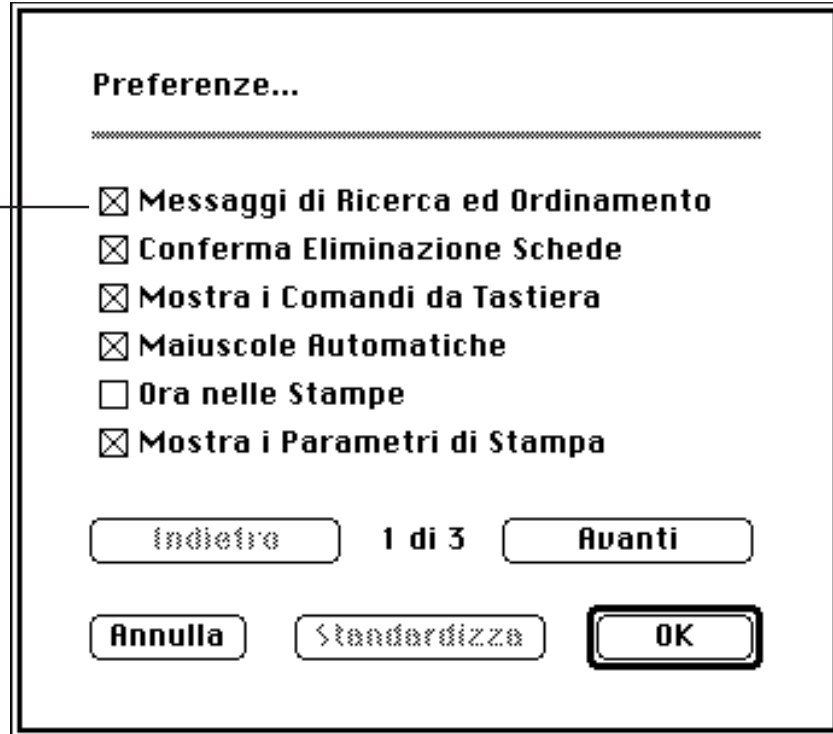 Preferenze...
Messaggi di Ricerca ed Ordinamento
Conferma Eliminazione Schede
Mostra i Comandi da Tastiera
Maiuscole Automatiche
Ora nelle Stampe
Mostra i Parametri di Stampa
Indietro 1 di 3 Avanti
Annulla Standardizza OK